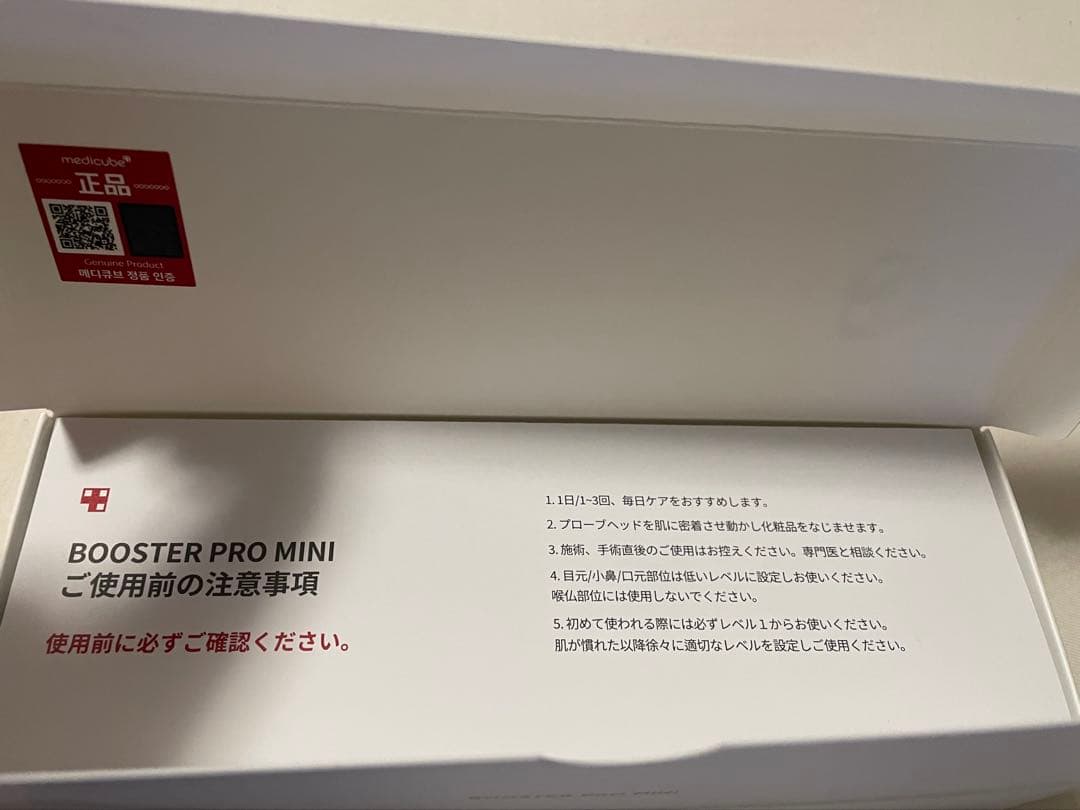 medicube
正品
Genuine Product
메디큐브 정품 인증
BOOSTER PRO MINI
ご使用前の注意事項
使用前に必ずご確認ください。
1. 1日/1~3回、毎日ケアをおすすめします。
2. プローブヘッドを肌に密着させ動かし化粧品をなじませます。
3. 施術、手術直後のご使用はお控えください。専門医と相談ください。
4. 目元/小鼻/口元部位は低いレベルに設定しお使いください。
喉仏部位には使用しないでください。
5. 初めて使われる際には必ずレベル１からお使いください。
肌が慣れた以降徐々に適切なレベルを設定しご使用ください。
BOOSTER PRO MINI